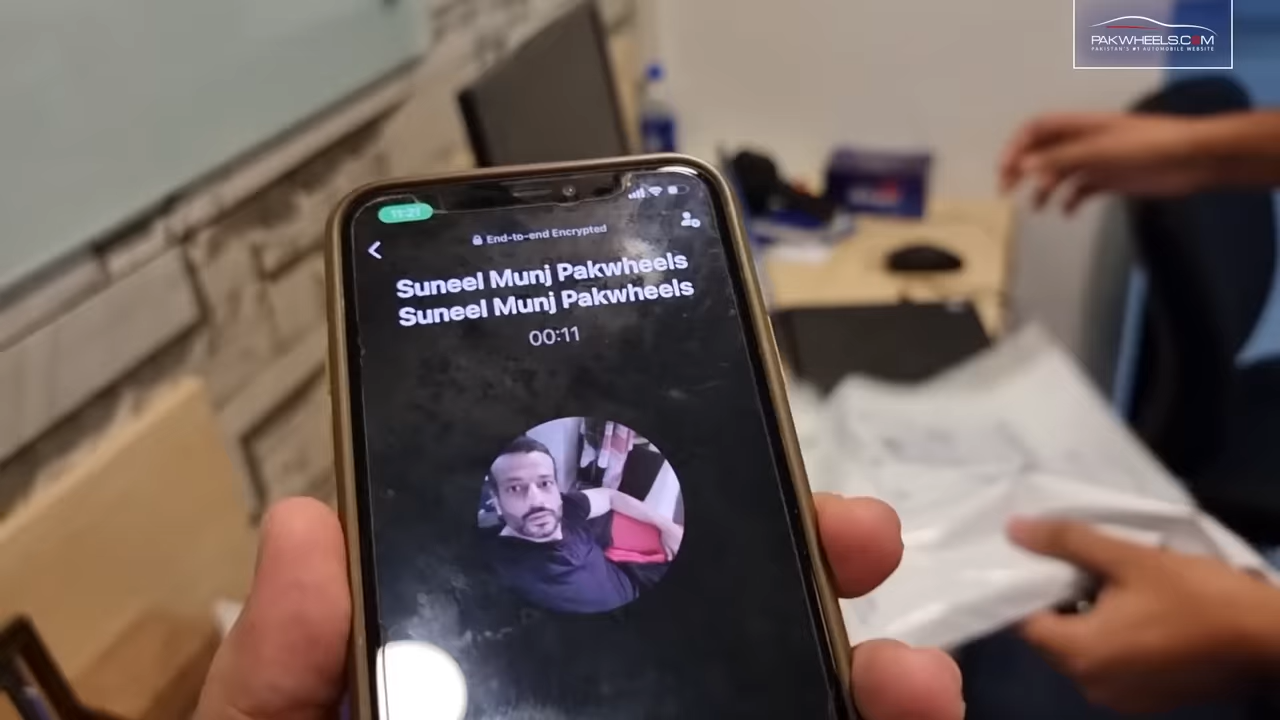 PAKWHEELS.COM
PAKISTAN'S #1 AUTOMOBILE WEBSITE
11:21
End-to-end Encrypted
Suneel Munj Pakwheels
Suneel Munj Pakwheels
00:11